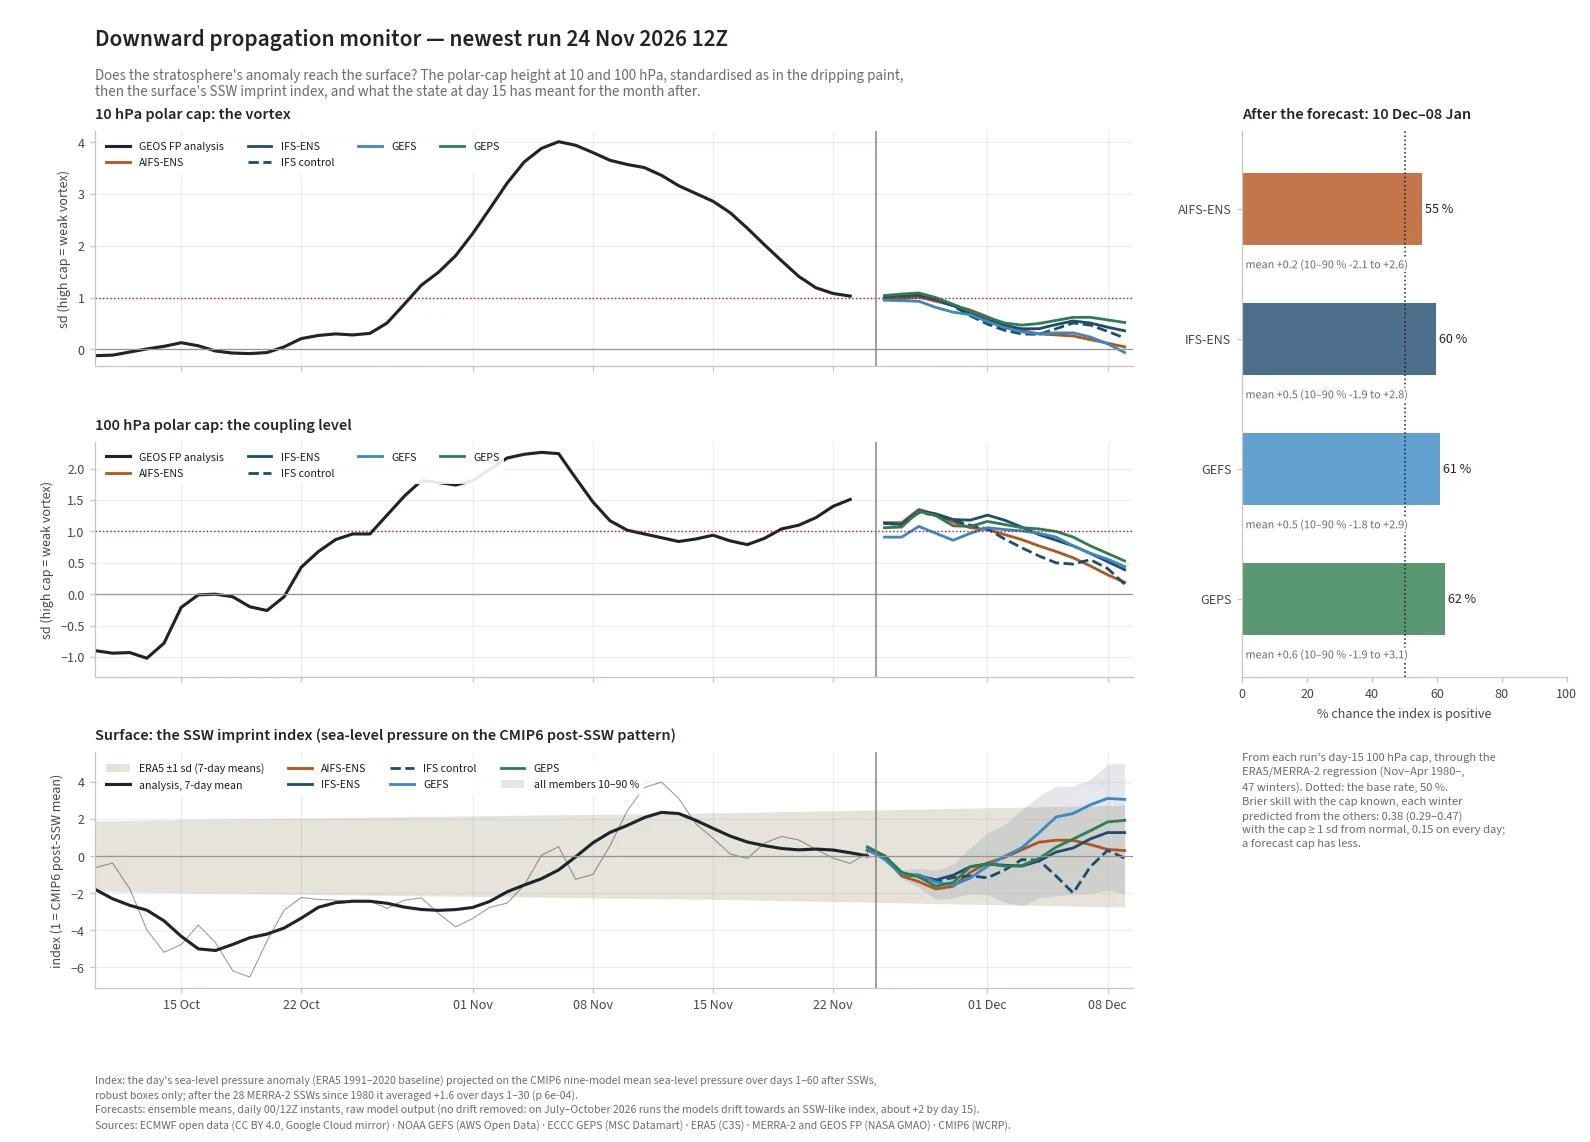 Downward propagation monitor — newest run 24 Nov 2026 12Z
Does the stratosphere's anomaly reach the surface? The polar-cap height at 10 and 100 hPa, standardised as in the dripping paint,
then the surface's SSW imprint index, and what the state at day 15 has meant for the month after.
10 hPa polar cap: the vortex
GEOS FP analysis
AIFS-ENS
IFS-ENS
IFS control
GEFS
GEPS
sd (high cap = weak vortex)
4
3
2
1
0
100 hPa polar cap: the coupling level
GEOS FP analysis
AIFS-ENS
IFS-ENS
IFS control
GEFS
GEPS
sd (high cap = weak vortex)
2.0
1.5
1.0
0.5
0.0
−0.5
−1.0
Surface: the SSW imprint index (sea-level pressure on the CMIP6 post-SSW pattern)
ERA5 ±1 sd (7-day means)
analysis, 7-day mean
AIFS-ENS
IFS-ENS
IFS control
GEFS
GEPS
all members 10–90 %
index (1 = CMIP6 post-SSW mean)
4
2
0
−2
−4
−6
15 Oct
22 Oct
01 Nov
08 Nov
15 Nov
22 Nov
01 Dec
08 Dec
After the forecast: 10 Dec–08 Jan
AIFS-ENS
55 %
mean +0.2 (10–90 % -2.1 to +2.6)
IFS-ENS
60 %
mean +0.5 (10–90 % -1.9 to +2.8)
GEFS
61 %
mean +0.5 (10–90 % -1.8 to +2.9)
GEPS
62 %
mean +0.6 (10–90 % -1.9 to +3.1)
0
20
40
60
80
100
% chance the index is positive
From each run's day-15 100 hPa cap, through the
ERA5/MERRA-2 regression (Nov–Apr 1980–,
47 winters). Dotted: the base rate, 50 %.
Brier skill with the cap known, each winter
predicted from the others: 0.38 (0.29–0.47)
with the cap ≥ 1 sd from normal, 0.15 on every day;
a forecast cap has less.
Index: the day's sea-level pressure anomaly (ERA5 1991–2020 baseline) projected on the CMIP6 nine-model mean sea-level pressure over days 1–60 after SSWs,
robust boxes only; after the 28 MERRA-2 SSWs since 1980 it averaged +1.6 over days 1–30 (p 6e-04).
Forecasts: ensemble means, daily 00/12Z instants, raw model output (no drift removed: on July–October 2026 runs the models drift towards an SSW-like index, about +2 by day 15).
Sources: ECMWF open data (CC BY 4.0, Google Cloud mirror) · NOAA GEFS (AWS Open Data) · ECCC GEPS (MSC Datamart) · ERA5 (C3S) · MERRA-2 and GEOS FP (NASA GMAO) · CMIP6 (WCRP).